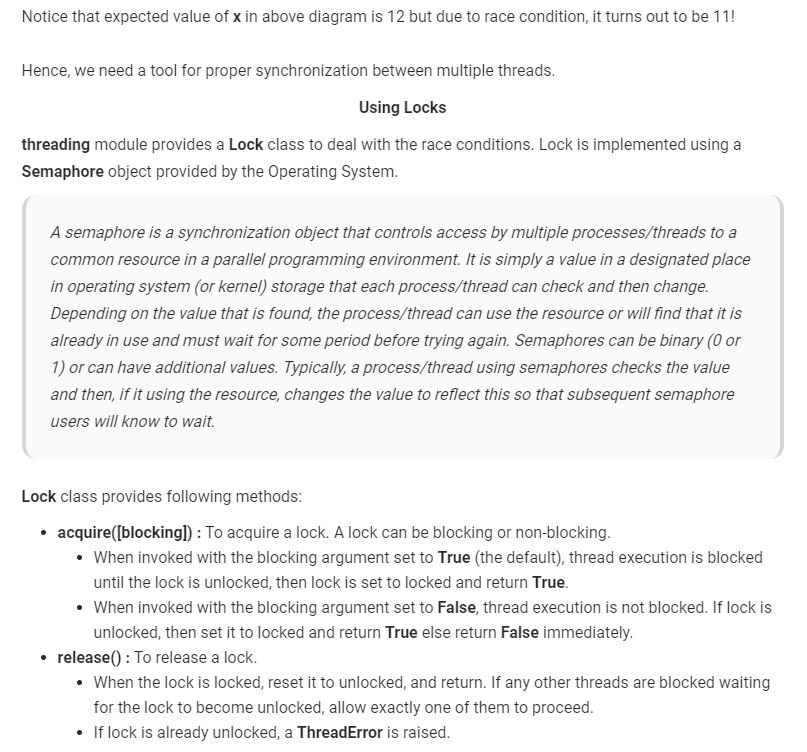 Notice that expected value of x in above diagram is 12 but due to race condition, it turns out to be 11!
Hence, we need a tool for proper synchronization between multiple threads.
Using Locks
threading module provides a Lock class to deal with the race conditions. Lock is implemented using a
Semaphore object provided by the Operating System.
A semaphore is a synchronization object that controls access by multiple processes/threads to a
common resource in a parallel programming environment. It is simply a value in a designated place
in operating system (or kernel) storage that each process/thread can check and then change.
Depending on the value that is found, the process/thread can use the resource or will find that it is
already in use and must wait for some period before trying again. Semaphores can be binary (0 or
1) or can have additional values. Typically, a process/thread using semaphores checks the value
and then, if it using the resource, changes the value to reflect this so that subsequent semaphore
users will know to wait.
Lock class provides following methods:
• acquire([blocking]) : To acquire a lock. A lock can be blocking or non-blocking.
• When invoked with the blocking argument set to True (the default), thread execution is blocked
until the lock is unlocked, then lock is set to locked and return True.
• When invoked with the blocking argument set to False, thread execution is not blocked. If lock is
unlocked, then set it to locked and return True else return False immediately.
• release() : To release a lock.
• When the lock is locked, reset it to unlocked, and return. If any other threads are blocked waiting
for the lock to become unlocked, allow exactly one of them to proceed.
• If lock is already unlocked, a ThreadError is raised.